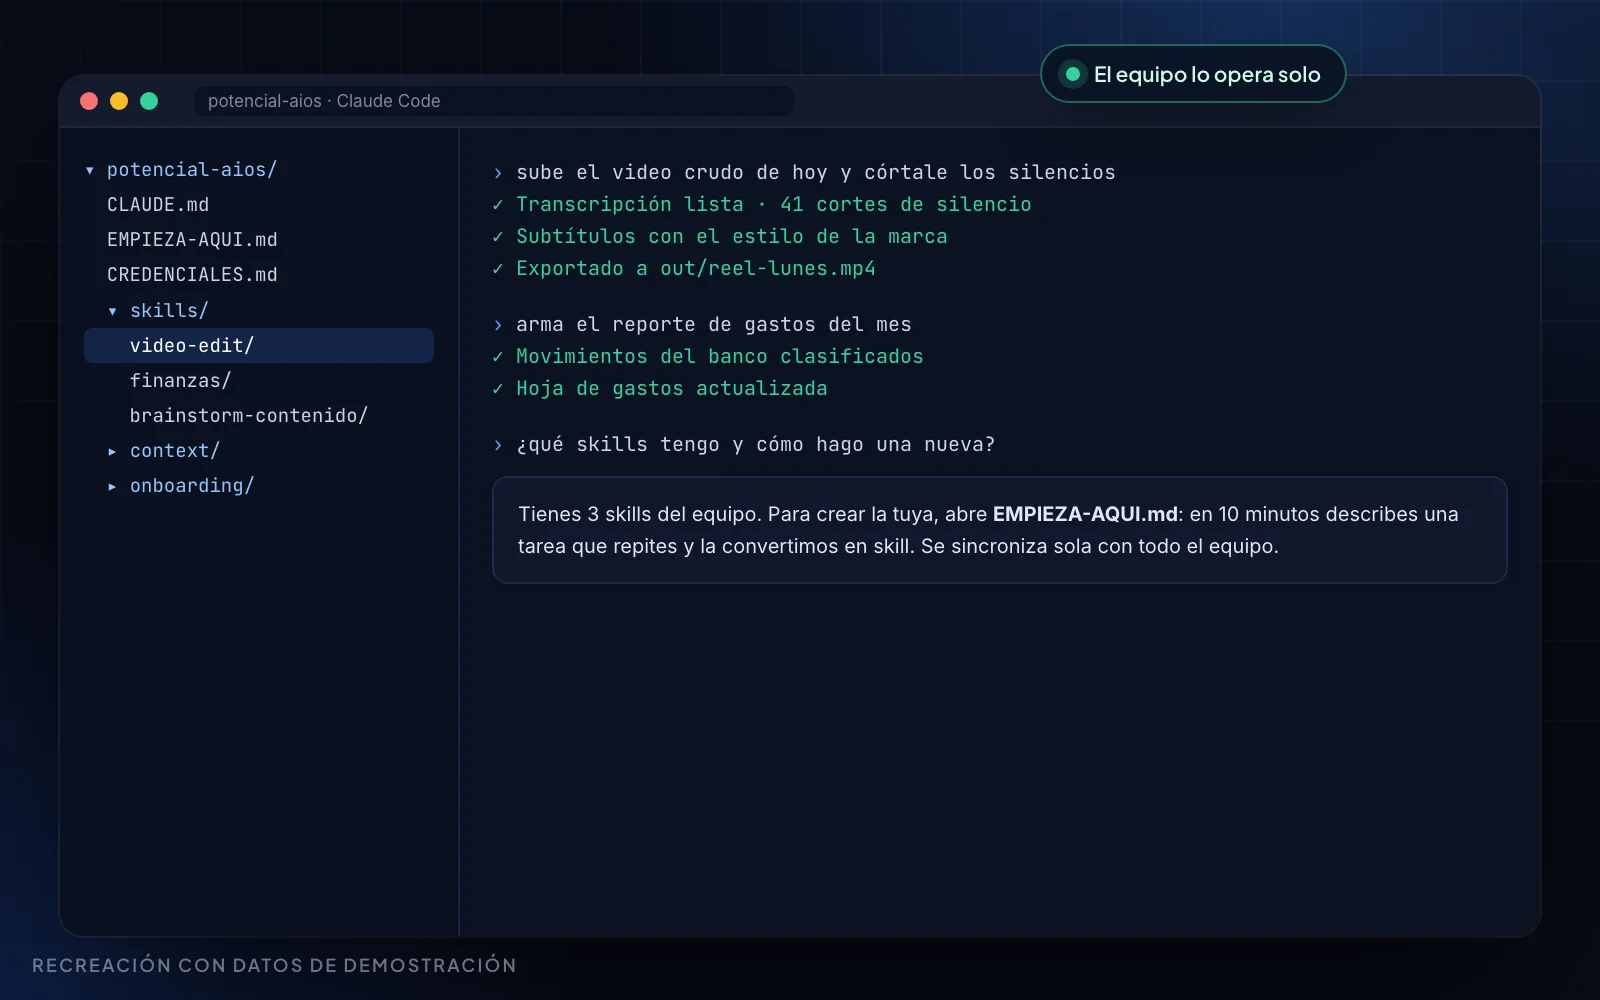 El equipo lo opera solo
potencial-aios · Claude Code
▾ potencial-aios/
CLAUDE.md
EMPIEZA-AQUI.md
CREDENCIALES.md
▾ skills/
video-edit/
finanzas/
brainstorm-contenido/
▸ context/
▸ onboarding/
› sube el video crudo de hoy y córtale los silencios
✓ Transcripción lista · 41 cortes de silencio
✓ Subtítulos con el estilo de la marca
✓ Exportado a out/reel-lunes.mp4
› arma el reporte de gastos del mes
✓ Movimientos del banco clasificados
✓ Hoja de gastos actualizada
› ¿qué skills tengo y cómo hago una nueva?
Tienes 3 skills del equipo. Para crear la tuya, abre EMPIEZA-AQUI.md: en 10 minutos describes una
tarea que repites y la convertimos en skill. Se sincroniza sola con todo el equipo.
RECREACIÓN CON DATOS DE DEMOSTRACIÓN